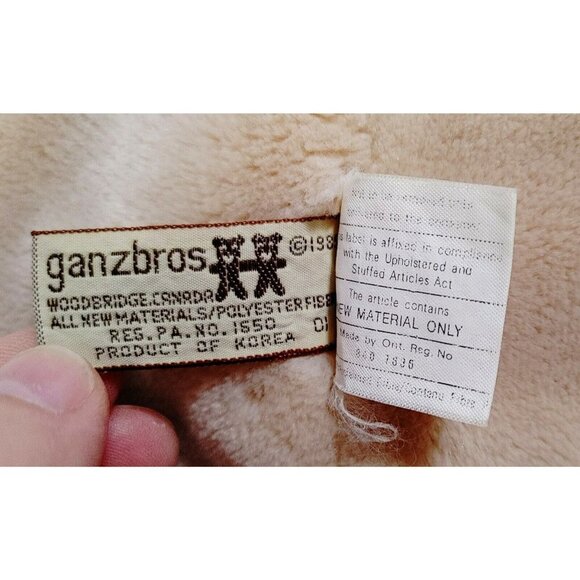 ganzbros ©198
WOODBRIDGE.CANADA
ALL NEW MATERIALS/POLYESTER FIBE
RES.PA.NO.1550 01
PRODUCT OF KOREA
label is affixed in compliance
with the Upholstered and
Stuffed Articles Act
The article contains
NEW MATERIAL ONLY
Made by Ont. Reg. No